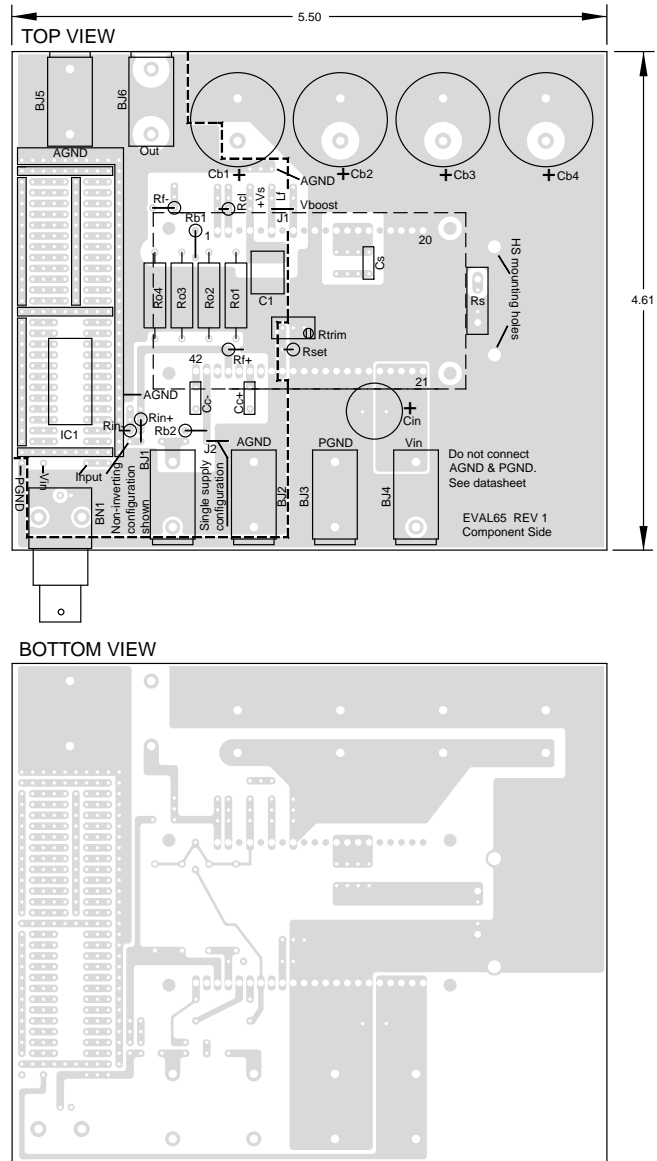 5.50
TOP VIEW
4.61
BJ5
BJ6
Out
AGND
Cb1 +
+Cb2
+Cb3
+Cb4
AGND
Rf-
Rcl
+Vs
Lf
Vboost
J1
Rb1
1
20
HS mounting holes
Cs
Rs
Ro4
Ro3
Ro2
Ro1
C1
Rtrim
Rset
Rf+
42
21
Cc-
Cc+
+
Cin
AGND
IC1
Rin-
Rin+
Rb2
J2
PGND
Vin
Input
BN1
Non-inverting
configuration
shown
BJ1
Single supply
configuration
AGND
BJ2
PGND
BJ3
Vin
BJ4
Do not connect
AGND & PGND.
See datasheet
EVAL65 REV 1
Component Side
BOTTOM VIEW